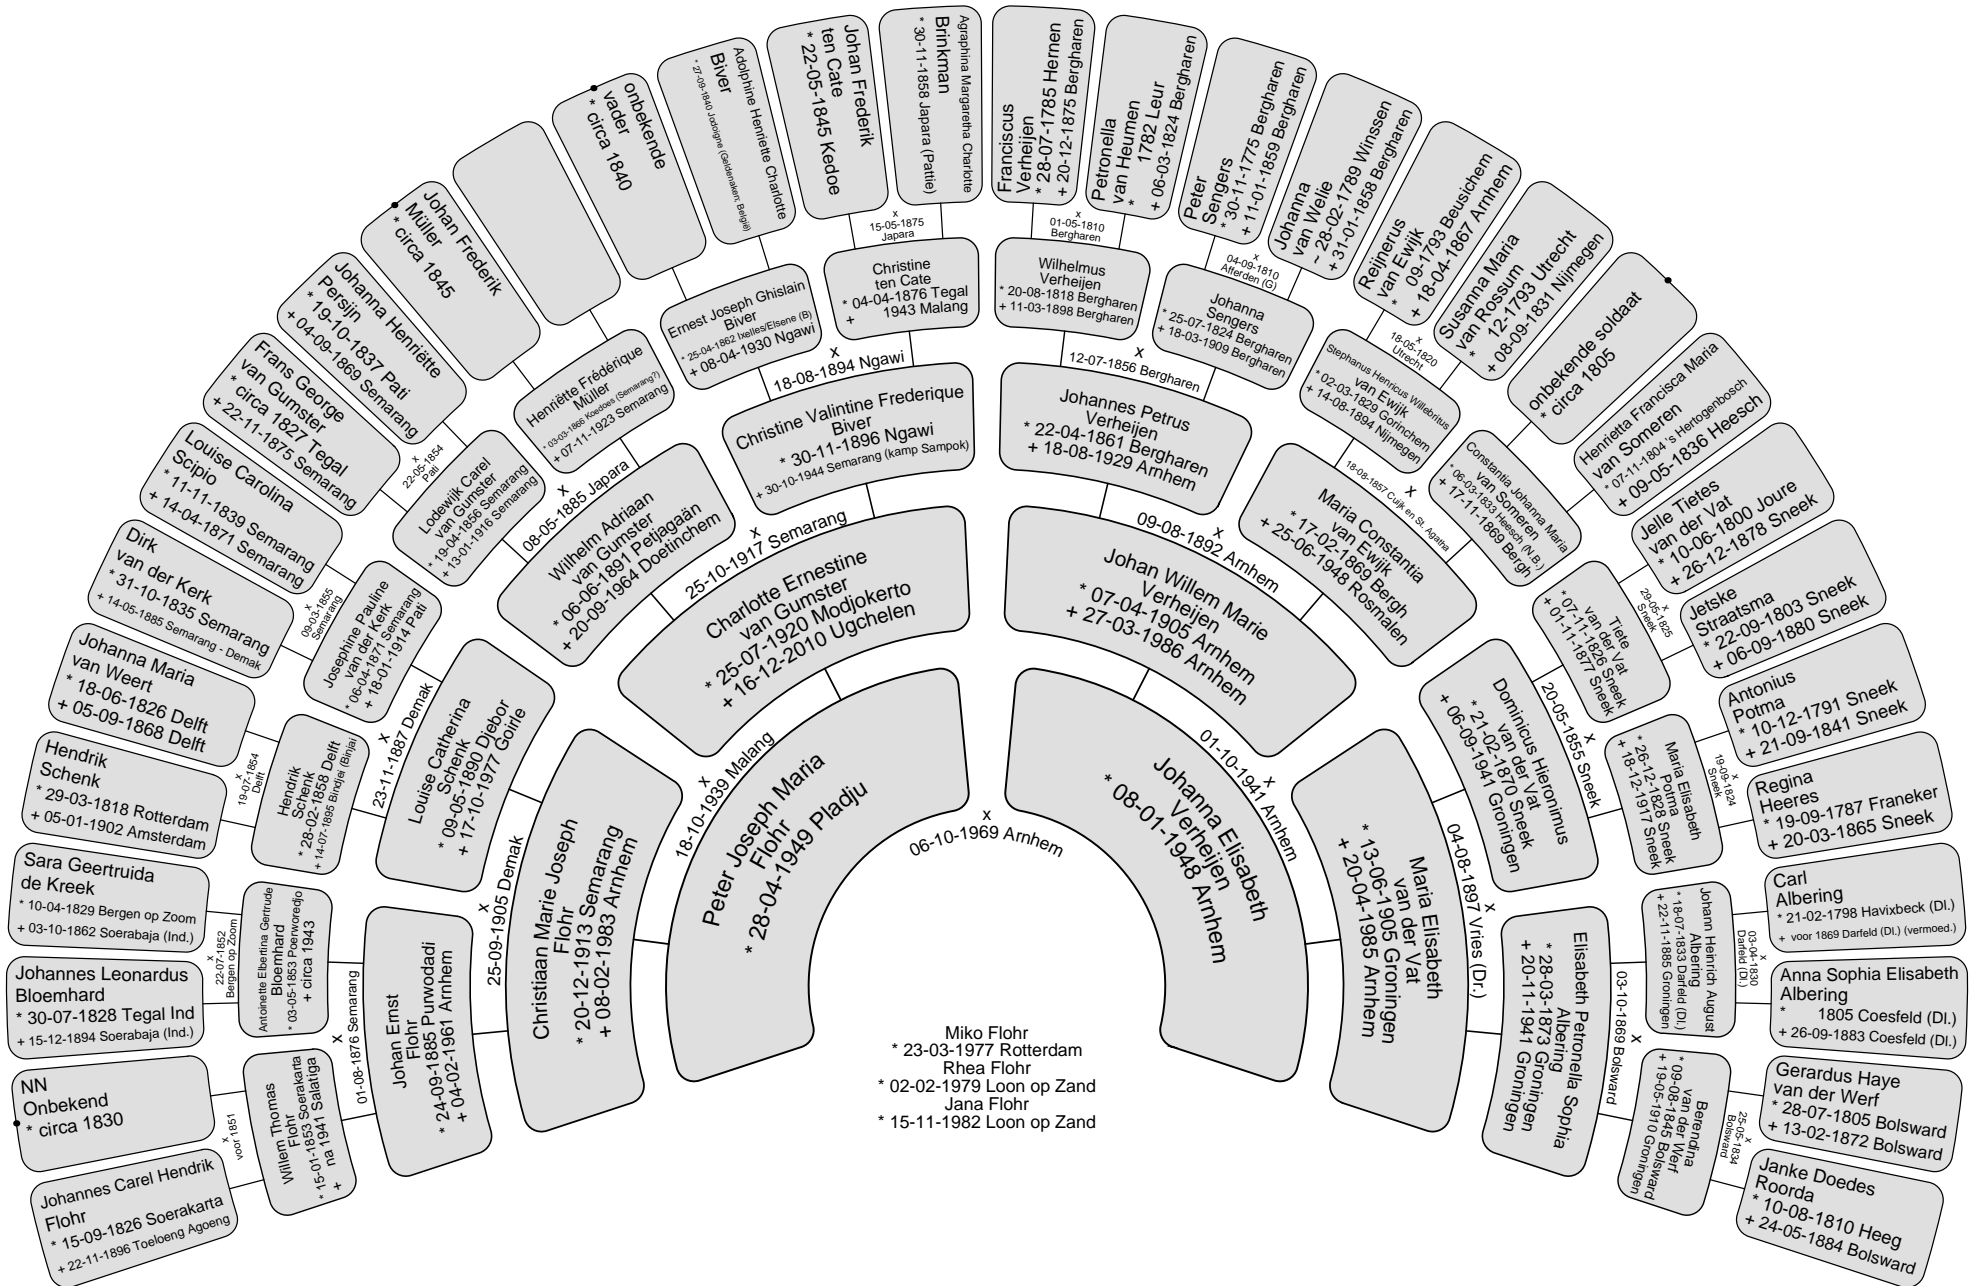 Johannes Carel Hendrik
Flohr
* 15-09-1826 Soerakarta
+ 22-11-1896 Toeloeng Agoeng
x
voor 1851
NN
Onbekend
* circa 1830
Johannes Leonardus
Bloemhard
* 30-07-1828 Tegal Ind
+ 15-12-1894 Soerabaja (Ind.)
x
22-07-1852
Bergen op Zoom
Sara Geertruida
de Kreek
* 10-04-1829 Bergen op Zoom
+ 03-10-1862 Soerabaja (Ind.)
Hendrik
Schenk
* 29-03-1818 Rotterdam
+ 05-01-1902 Amsterdam
x
19-07-1854
Delft
Johanna Maria
van Weert
* 18-06-1826 Delft
+ 05-09-1868 Delft
Dirk
van der Kerk
* 31-10-1835 Semarang
+ 14-05-1885 Semarang - Demak
x
09-03-1855
Semarang
Louise Carolina
Scipio
* 11-11-1839 Semarang
+ 14-04-1871 Semarang
Frans George
van Gumster
* circa 1827 Tegal
+ 22-11-1875 Semarang
x
22-05-1854
Pati
Johanna Henriëtte
Persijn
* 19-10-1837 Pati
+ 04-09-1869 Semarang
Johan Frederik
Müller
* circa 1845
onbekende
vader
* circa 1840
Adolphine Henriette Charlotte
Biver
* 27-09-1840 Jodoigne (Geldenaken; België)
Johan Frederik
ten Cate
* 22-05-1845 Kedoe
x
15-05-1875
Japara
Agraphina Margaretha Charlotte
Brinkman
* 30-11-1858 Japara (Pattie)
Franciscus
Verheijen
* 28-07-1785 Hernen
+ 20-12-1875 Bergharen
x
01-05-1810
Bergharen
Petronella
van Heumen
* 1782 Leur
+ 06-03-1824 Bergharen
Peter
Sengers
* 30-11-1775 Bergharen
+ 11-01-1859 Bergharen
x
04-09-1810
Afferden (G)
Johanna
van Welie
~ 28-02-1789 Winssen
+ 31-01-1858 Bergharen
Reijnerus
van Ewijk
* 09-1793 Beusichem
+ 18-04-1867 Arnhem
x
18-05-1820
Utrecht
Susanna Maria
van Rossum
* 12-1793 Utrecht
+ 08-09-1831 Nijmegen
onbekende soldaat
* circa 1805
Henrietta Francisca Maria
van Someren
* 07-11-1804 's Hertogenbosch
+ 09-05-1836 Heesch
Jelle Tietes
van der Vat
* 10-06-1800 Joure
+ 26-12-1878 Sneek
x
29-05-1825
Sneek
Jetske
Straatsma
* 22-09-1803 Sneek
+ 06-09-1880 Sneek
Antonius
Potma
* 10-12-1791 Sneek
+ 21-09-1841 Sneek
x
19-09-1824
Sneek
Regina
Heeres
* 19-09-1787 Franeker
+ 20-03-1865 Sneek
Carl
Albering
* 21-02-1798 Havixbeck (Dl.)
+ voor 1869 Darfeld (Dl.) (vermoed.)
x
03-04-1830
Darfeld (Dl.)
Anna Sophia Elisabeth
Albering
* 1805 Coesfeld (Dl.)
+ 26-09-1883 Coesfeld (Dl.)
Gerardus Haye
van der Werf
* 28-07-1805 Bolsward
+ 13-02-1872 Bolsward
x
25-05-1834
Bolsward
Janke Doedes
Roorda
* 10-08-1810 Heeg
+ 24-05-1884 Bolsward
Willem Thomas
Flohr
* 15-01-1853 Soerakarta
+ na 1941 Salatiga
x
01-08-1876 Semarang
Antoinette Elbertina Gertrude
Bloemhard
* 03-05-1853 Poerworedjo
+ circa 1943
Hendrik
Schenk
* 28-02-1858 Delft
+ 14-07-1895 Bindjei (Binjai)
x
23-11-1887 Demak
Josephine Pauline
van der Kerk
* 06-04-1871 Semarang
+ 18-01-1914 Pati
Lodewijk Carel
van Gumster
* 19-04-1856 Semarang
+ 13-01-1916 Semarang
x
08-05-1885 Japara
Henriëtte Frédérique
Müller
* 03-03-1866 Koedoes (Semarang?)
+ 07-11-1923 Semarang
Ernest Joseph Ghislain
Biver
* 25-04-1862 Ixelles/Elsene (B)
+ 08-04-1930 Ngawi
x
18-08-1894 Ngawi
Christine
ten Cate
* 04-04-1876 Tegal
+ 1943 Malang
Wilhelmus
Verheijen
* 20-08-1818 Bergharen
+ 11-03-1898 Bergharen
x
12-07-1856 Bergharen
Johanna
Sengers
* 25-07-1824 Bergharen
+ 18-03-1909 Bergharen
Stephanus Henricus Willebrirtus
van Ewijk
* 02-03-1829 Gorinchem
+ 14-08-1894 Nijmegen
x
18-08-1857 Cuijk en St. Agatha
Constantia Johanna Maria
van Someren
* 06-03-1833 Heesch (N.B.)
+ 17-11-1869 Bergh
Tiete
van der Vat
* 07-11-1826 Sneek
+ 01-11-1877 Sneek
x
20-05-1855 Sneek
Maria Elisabeth
Potma
* 26-12-1828 Sneek
+ 18-12-1917 Sneek
Johann Heinrich August
Albering
* 18-07-1833 Darfeld (Dl.)
+ 22-11-1885 Groningen
x
03-10-1869 Bolsward
Berendina
van der Werf
* 09-08-1845 Bolsward
+ 19-05-1910 Groningen
Johan Ernst
Flohr
* 24-09-1885 Purwodadi
+ 04-02-1961 Arnhem
x
25-09-1905 Demak
Louise Catherina
Schenk
* 09-05-1890 Djebor
+ 17-10-1977 Goirle
Wilhelm Adriaan
van Gumster
* 06-06-1891 Petjagaän
+ 20-09-1964 Doetinchem
x
25-10-1917 Semarang
Christine Valintine Frederique
Biver
* 30-11-1896 Ngawi
+ 30-10-1944 Semarang (kamp Sampok)
Johannes Petrus
Verheijen
* 22-04-1861 Bergharen
+ 18-08-1929 Arnhem
x
09-08-1892 Arnhem
Maria Constantia
van Ewijk
* 17-02-1869 Bergh
+ 25-06-1948 Rosmalen
Dominicus Hieronimus
van der Vat
* 21-02-1870 Sneek
+ 06-09-1941 Groningen
x
04-08-1897 Vries (Dr.)
Elisabeth Petronella Sophia
Albering
* 28-03-1873 Groningen
+ 20-11-1941 Groningen
Christiaan Marie Joseph
Flohr
* 20-12-1913 Semarang
+ 08-02-1983 Arnhem
x
18-10-1939 Malang
Charlotte Ernestine
van Gumster
* 25-07-1920 Modjokerto
+ 16-12-2010 Ugchelen
Johan Willem Marie
Verheijen
* 07-04-1905 Arnhem
+ 27-03-1986 Arnhem
x
01-10-1941 Arnhem
Maria Elisabeth
van der Vat
* 13-06-1905 Groningen
+ 20-04-1985 Arnhem
Peter Joseph Maria
Flohr
* 28-04-1949 Pladju
x
06-10-1969 Arnhem
Johanna Elisabeth
Verheijen
* 08-01-1948 Arnhem
Miko Flohr
* 23-03-1977 Rotterdam
Rhea Flohr
* 02-02-1979 Loon op Zand
Jana Flohr
* 15-11-1982 Loon op Zand